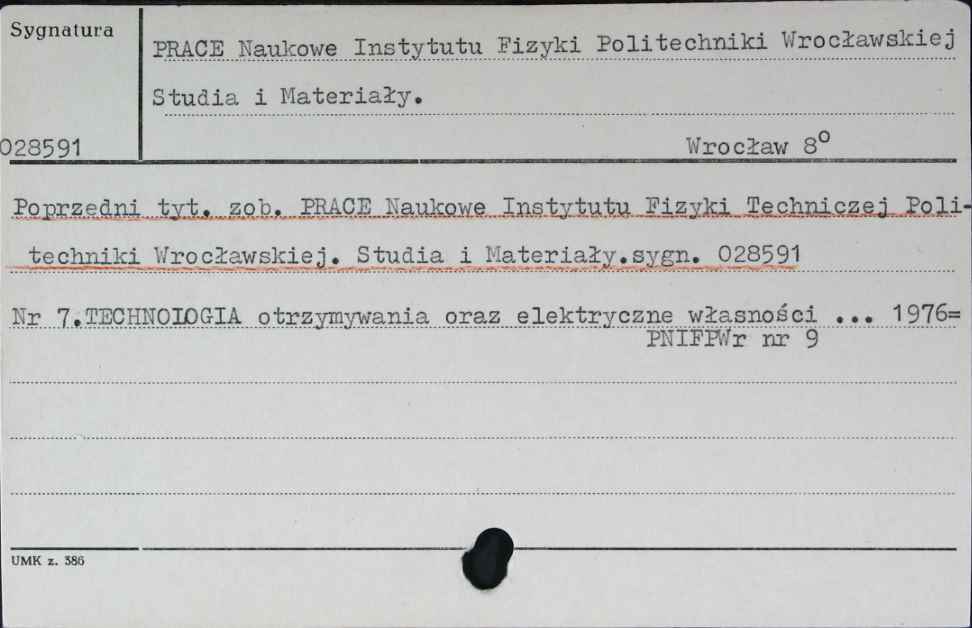 Sygnatura
PRACE Naukowe Instytutu Fizyki Politechniki Wrocławskiej
Studia i Materiały.
028591
Wrocław 8°
Poprzedni tyt. zob. PRACE Naukowe Instytutu Fizyki Techniczej Poli-
techniki Wrocławskiej. Studia i Materiały.sygn. 028591
Nr 7.TECHNOLOGIA otrzymywania oraz elektryczne własności ... 1976=
PNIFPWr nr 9
UMK z. 386